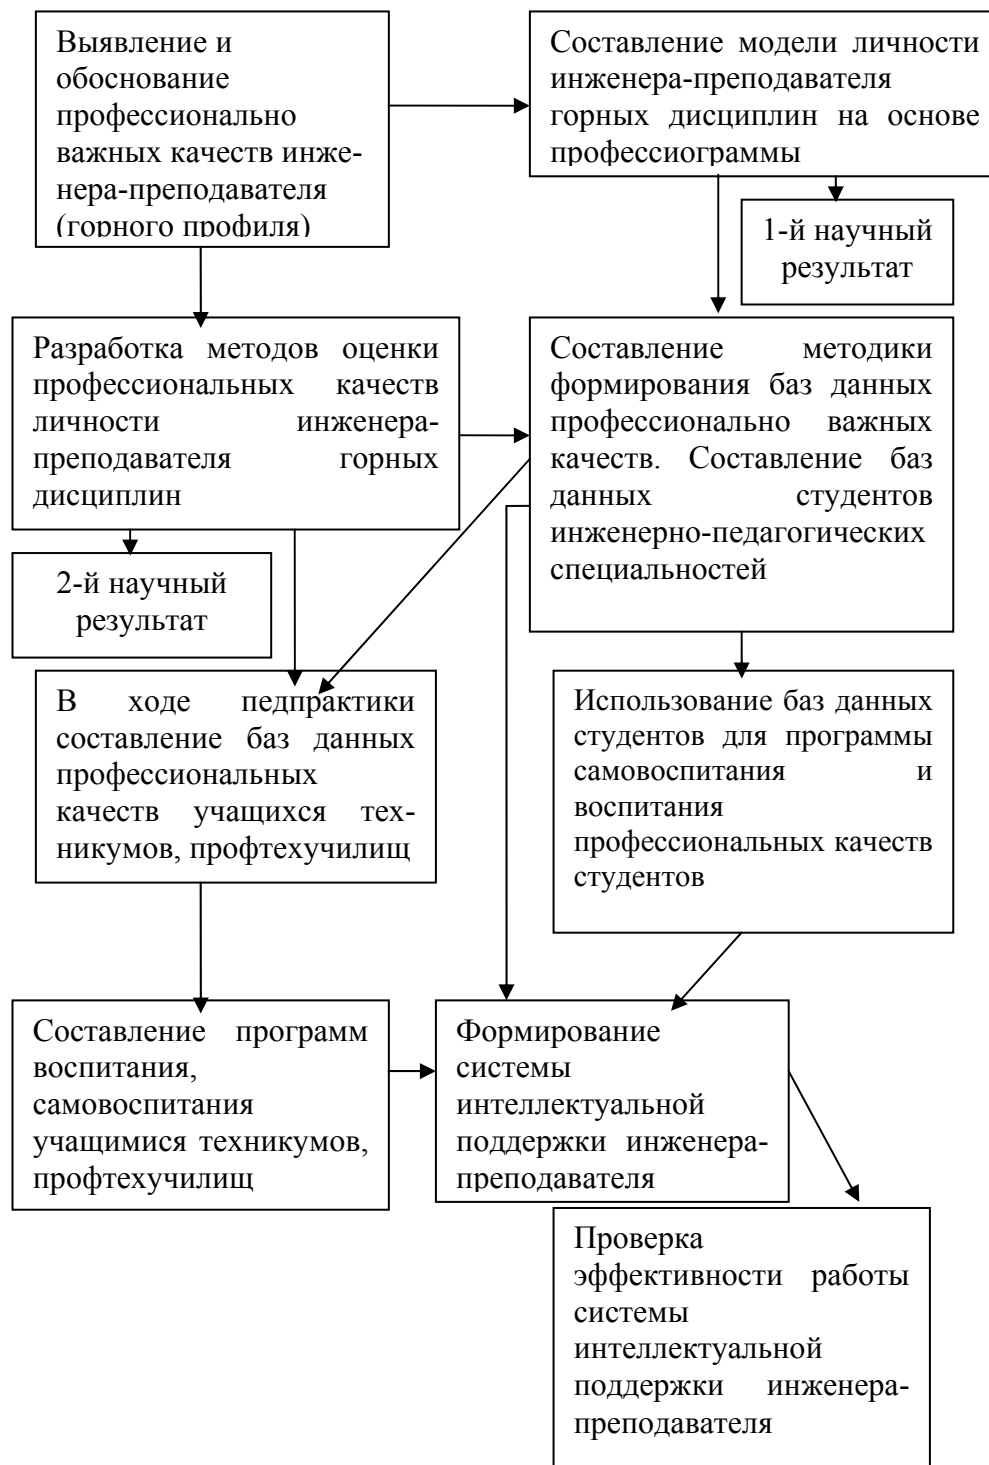 Выявление и
обоснование
профессионально
важных качеств инже-
нера-преподавателя
(горного профиля)
Составление модели личности
инженера-преподавателя
горных дисциплин на основе
профессиограммы
1-й научный
результат
Разработка методов оценки
профессиональных качеств
личности инженера-
преподавателя горных
дисциплин
Составление методики
формирования баз данных
профессионально важных
качеств. Составление баз
данных студентов
инженерно-педагогических
специальностей
2-й научный
результат
В ходе педпрактики
составление баз данных
профессиональных
качеств учащихся тех-
никумов, профтехучилищ
Использование баз данных
студентов для программы
самовоспитания и
воспитания
профессиональных качеств
студентов
Составление программ
воспитания,
самовоспитания
учащимися техникумов,
профтехучилищ
Формирование
системы
интеллектуальной
поддержки инженера-
преподавателя
Проверка
эффективности работы
системы
интеллектуальной
поддержки инженера-
преподавателя